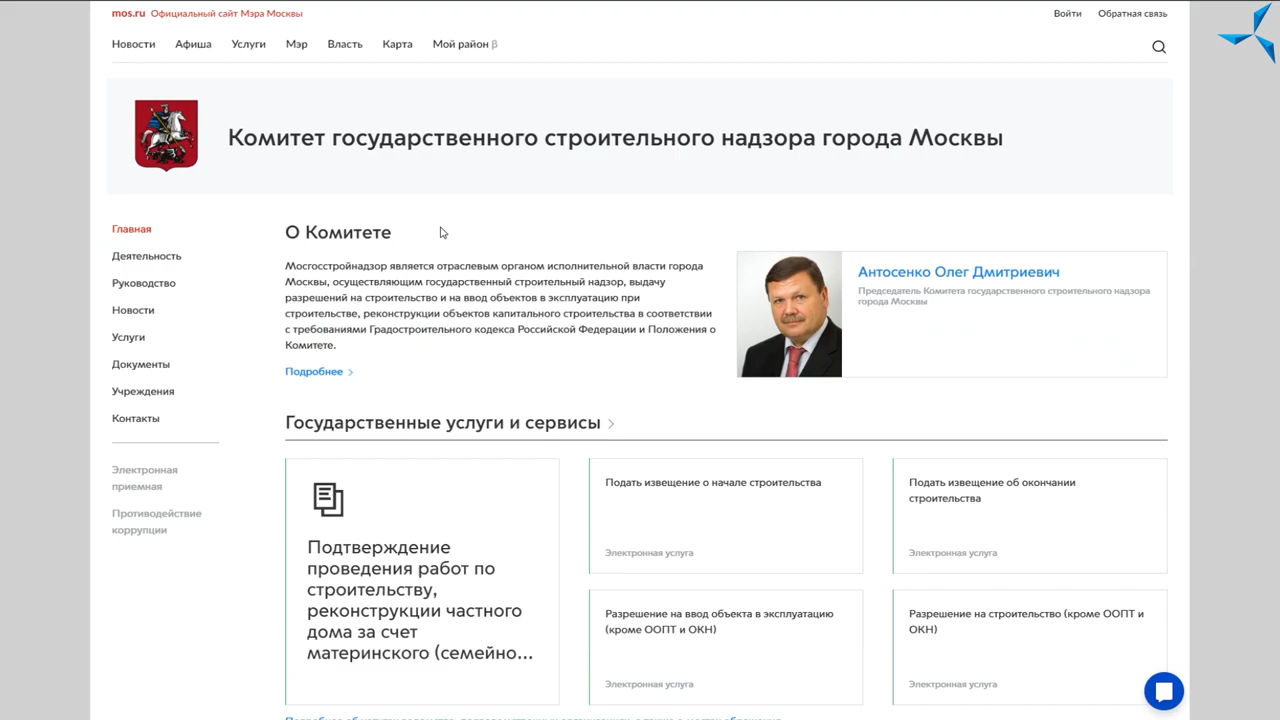 mos.ru Официальный сайт Мэра Москвы
Войти
Обратная связь
Новости
Афиша
Услуги
Мэр
Власть
Карта
Мой район β
Комитет государственного строительного надзора города Москвы
Главная
Деятельность
Руководство
Новости
Услуги
Документы
Учреждения
Контакты
Электронная
приемная
Противодействие
коррупции
О Комитете
Мосгосстройнадзор является отраслевым органом исполнительной власти города
Москвы, осуществляющим государственный строительный надзор, выдачу
разрешений на строительство и на ввод объектов в эксплуатацию при
строительстве, реконструкции объектов капитального строительства в соответствии
с требованиями Градостроительного кодекса Российской Федерации и Положения о
Комитете.
Подробнее
Антосенко Олег Дмитриевич
Председатель Комитета государственного строительного надзора
города Москвы
Государственные услуги и сервисы
Подтверждение
проведения работ по
строительству,
реконструкции частного
дома за счет
материнского (семейно...
Подать извещение о начале строительства
Электронная услуга
Подать извещение об окончании
строительства
Электронная услуга
Разрешение на ввод объекта в эксплуатацию
(кроме ООПТ и ОКН)
Электронная услуга
Разрешение на строительство (кроме ООПТ и
ОКН)
Электронная услуга